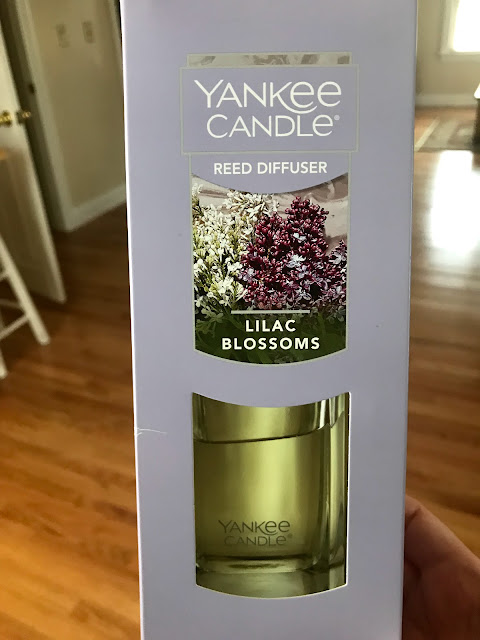 YANKEE
CANDLE®
REED DIFFUSER
LILAC
BLOSSOMS
YANKEE
CANDLE®